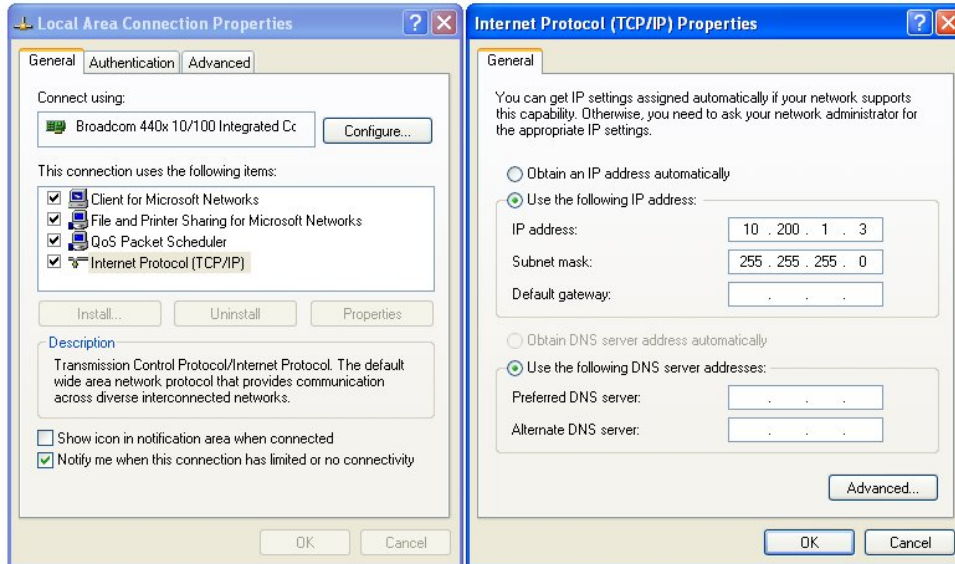 Local Area Connection Properties
General Authentication Advanced
Connect using:
Broadcom 440x 10/100 Integrated Cc
Configure...
This connection uses the following items:
Client for Microsoft Networks
File and Printer Sharing for Microsoft Networks
QoS Packet Scheduler
Internet Protocol (TCP/IP)
Install... Uninstall Properties
Description
Transmission Control Protocol/Internet Protocol. The default
wide area network protocol that provides communication
across diverse interconnected networks.
Show icon in notification area when connected
Notify me when this connection has limited or no connectivity
OK Cancel
Internet Protocol (TCP/IP) Properties
General
You can get IP settings assigned automatically if your network supports
this capability. Otherwise, you need to ask your network administrator for
the appropriate IP settings.
Obtain an IP address automatically
Use the following IP address:
IP address: 10 . 200 . 1 . 3
Subnet mask: 255 . 255 . 255 . 0
Default gateway: . . .
Obtain DNS server address automatically
Use the following DNS server addresses:
Preferred DNS server: . . .
Alternate DNS server: . . .
Advanced...
OK Cancel